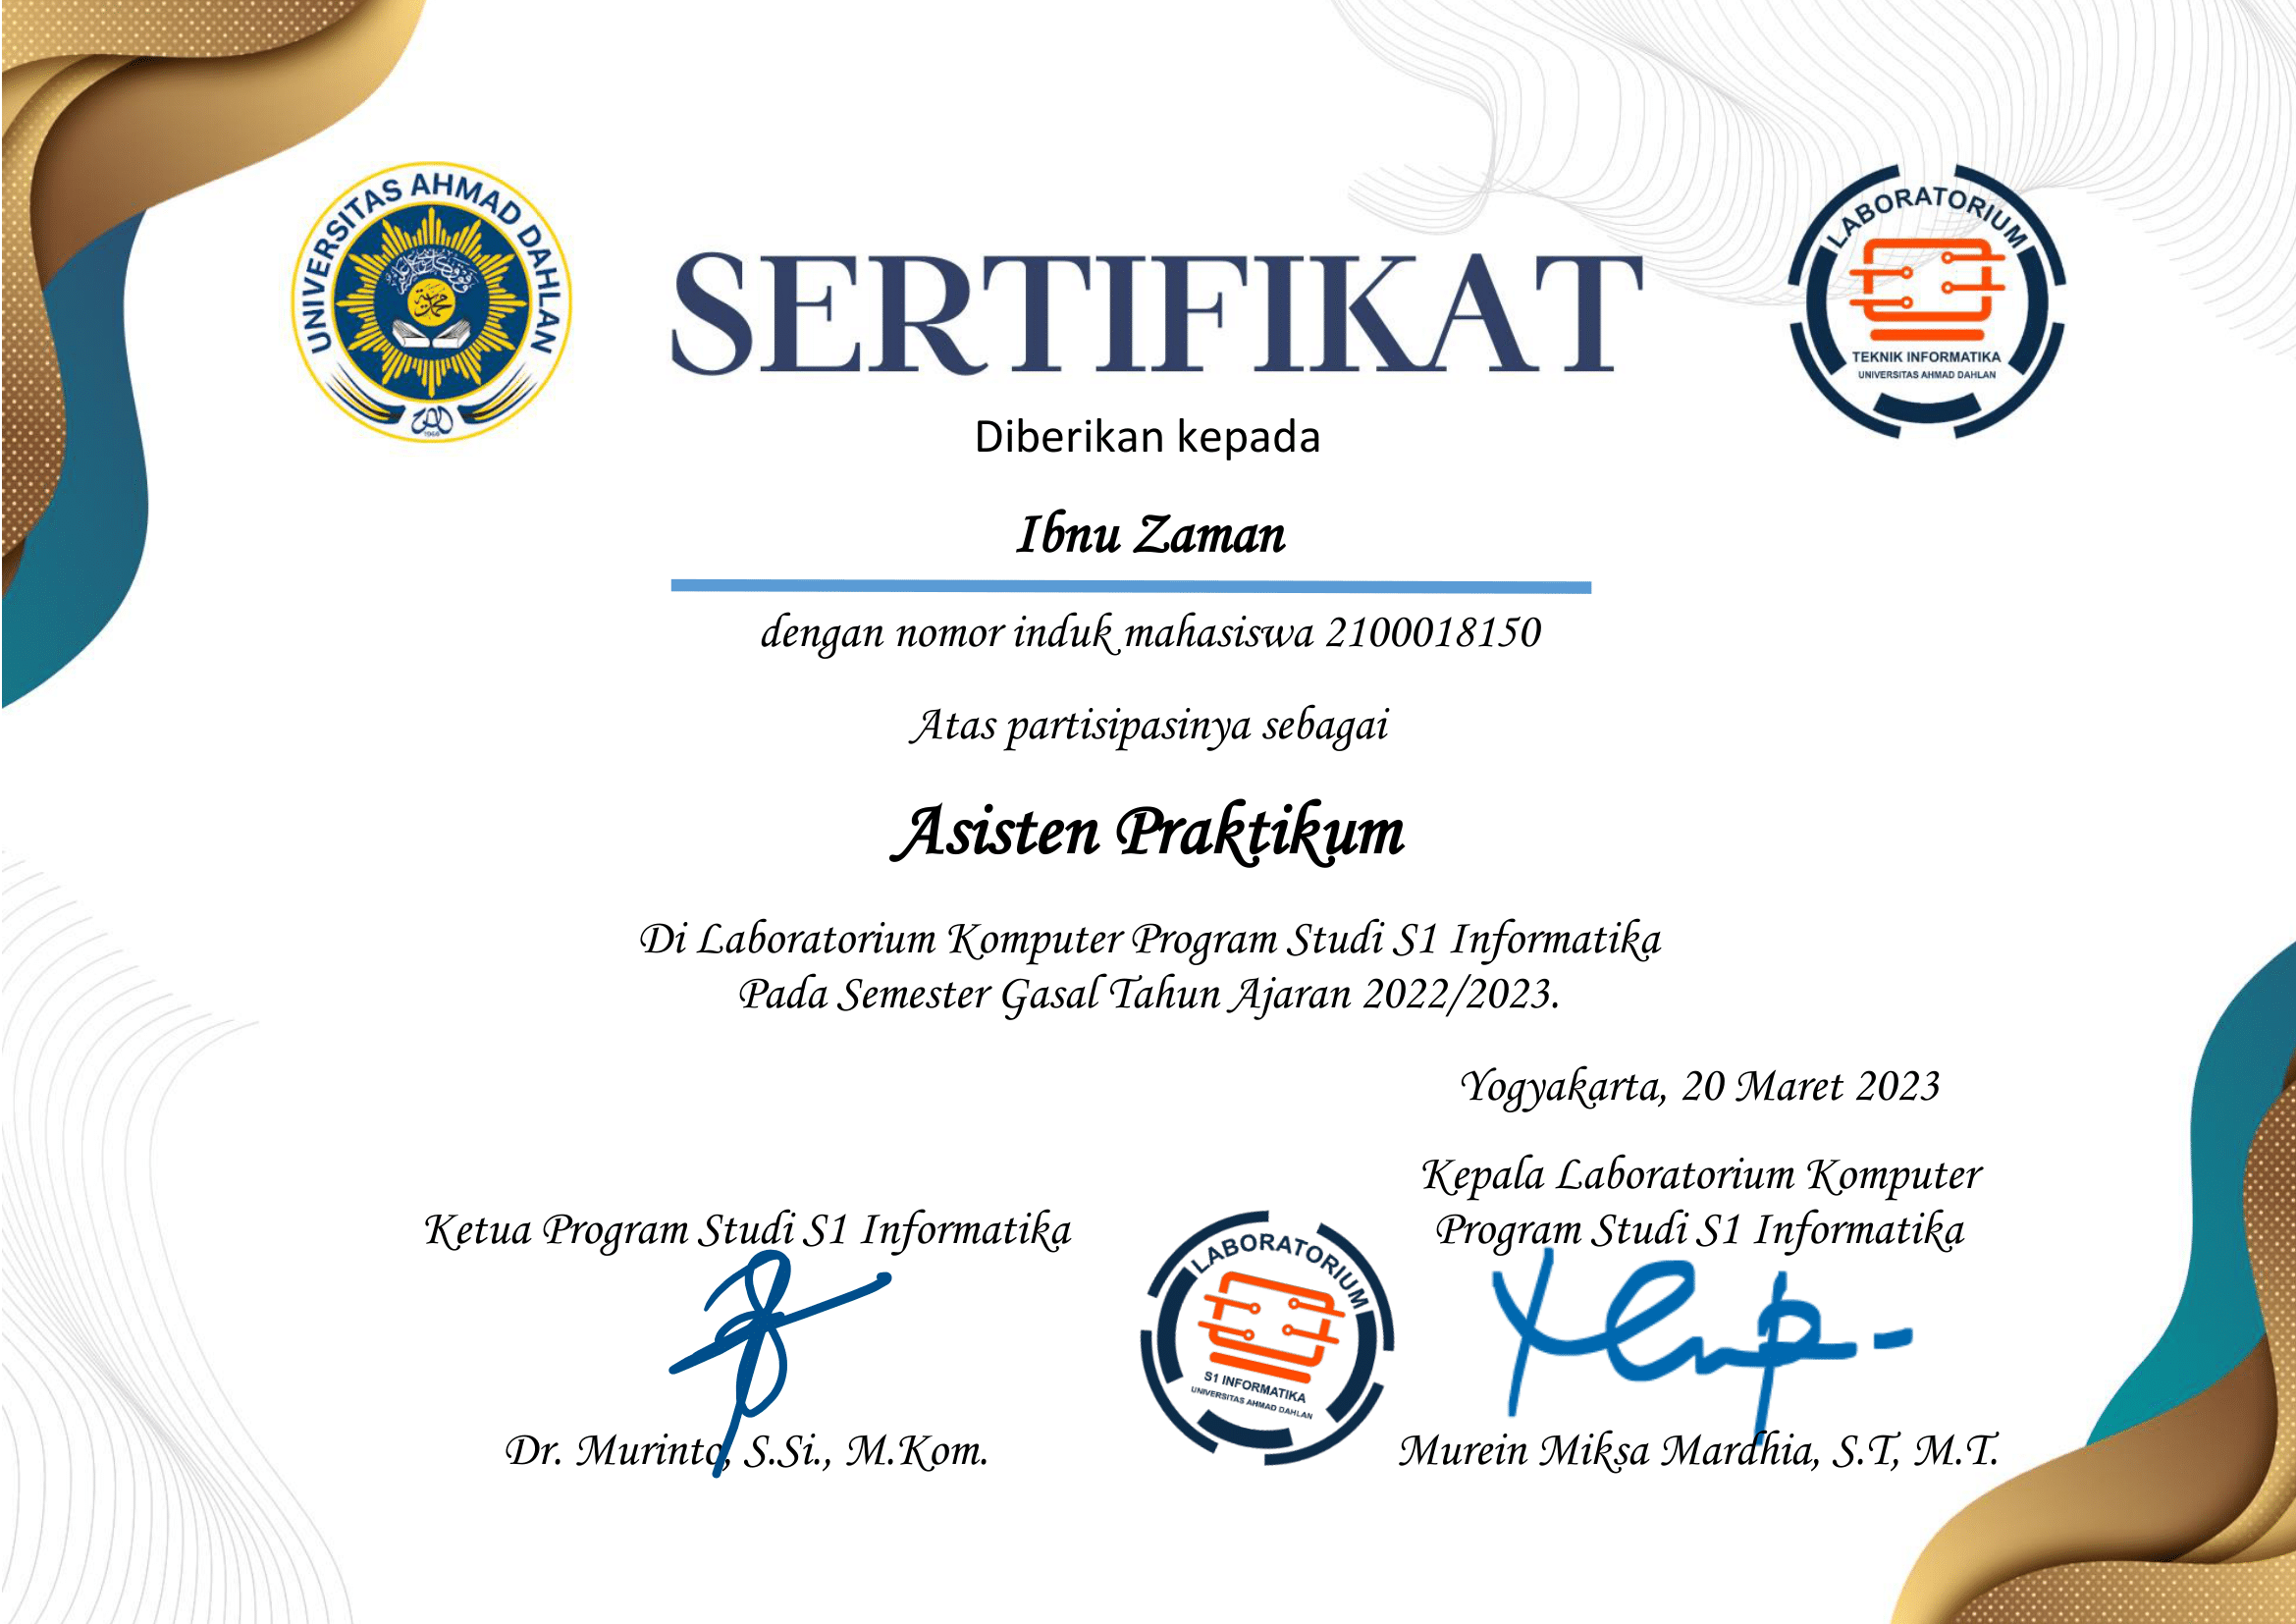 UNIVERSITAS AHMAD DAHLAN
1960
SERTIFIKAT
LABORATORIUM
TEKNIK INFORMATIKA
UNIVERSITAS AHMAD DAHLAN
Diberikan kepada
Ibnu Zaman
dengan nomor induk mahasiswa 2100018150
Atas partisipasinya sebagai
Asisten Praktikum
Di Laboratorium Komputer Program Studi S1 Informatika
Pada Semester Gasal Tahun Ajaran 2022/2023.
Yogyakarta, 20 Maret 2023
Ketua Program Studi S1 Informatika
Dr. Murinto, S.Si., M.Kom.
LABORATORIUM
S1 INFORMATIKA
UNIVERSITAS AHMAD DAHLAN
Kepala Laboratorium Komputer
Program Studi S1 Informatika
Murein Miksa Mardhia, S.T, M.T.